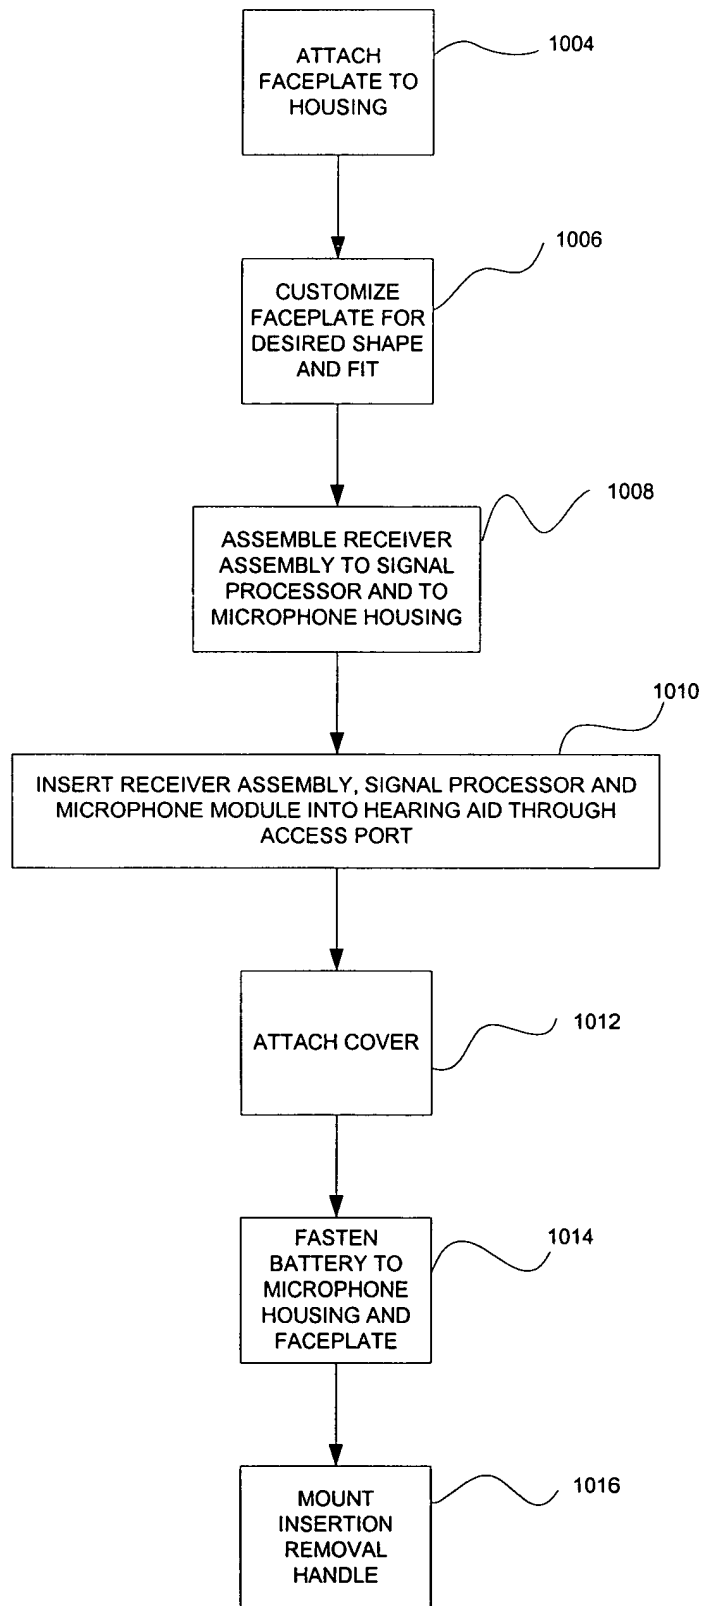 ATTACH
FACEPLATE TO
HOUSING
1004
CUSTOMIZE
FACEPLATE FOR
DESIRED SHAPE
AND FIT
1006
ASSEMBLE RECEIVER
ASSEMBLY TO SIGNAL
PROCESSOR AND TO
MICROPHONE HOUSING
1008
INSERT RECEIVER ASSEMBLY, SIGNAL PROCESSOR AND
MICROPHONE MODULE INTO HEARING AID THROUGH
ACCESS PORT
1010
ATTACH COVER
1012
FASTEN
BATTERY TO
MICROPHONE
HOUSING AND
FACEPLATE
1014
MOUNT
INSERTION
REMOVAL
HANDLE
1016